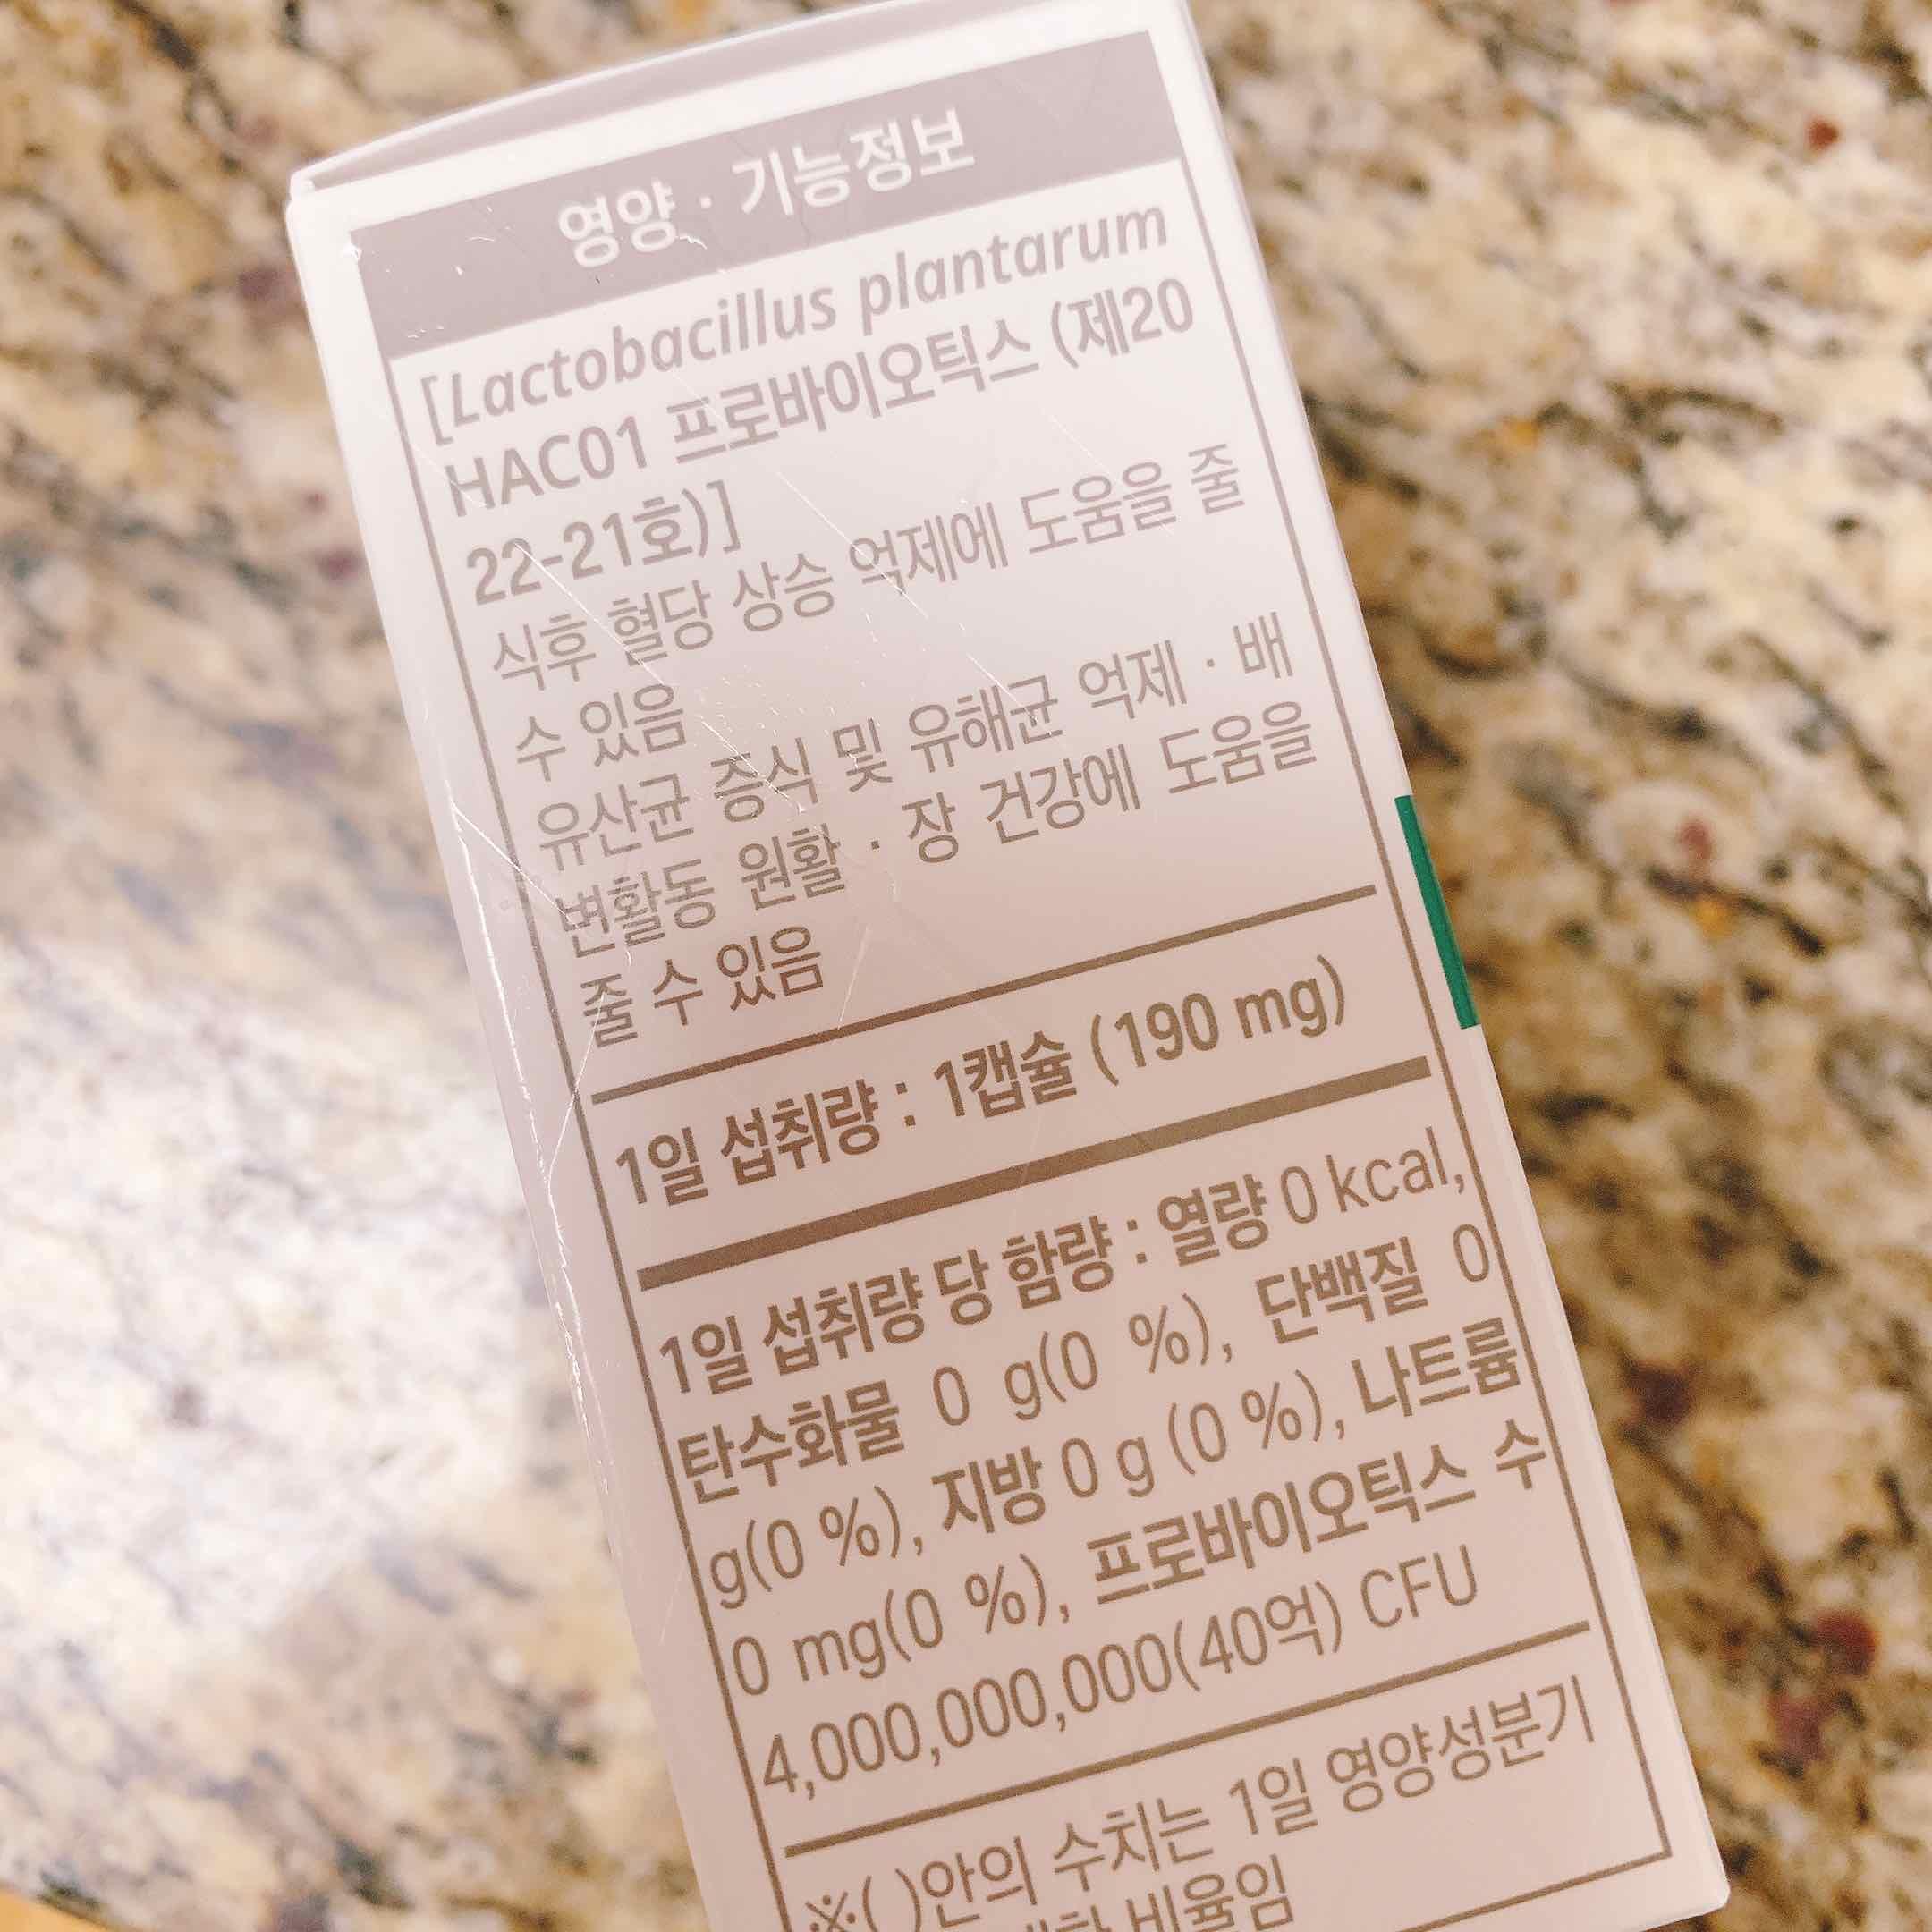 영양 · 기능정보
[Lactobacillus plantarum
HAC01 프로바이오틱스 (제20
22-21호)]
식후 혈당 상승 억제에 도움을 줄
수 있음
유산균 증식 및 유해균 억제 · 배
변활동 원활 · 장 건강에 도움을
줄 수 있음
1일 섭취량 : 1캡슐 (190 mg)
1일 섭취량 당 함량 : 열량 0 kcal,
탄수화물 0 g(0 %), 단백질 0
g(0 %), 지방 0 g (0 %), 나트륨
0 mg(0 %), 프로바이오틱스 수
4,000,000,000(40억) CFU
※( )안의 수치는 1일 영양성분기
비율임